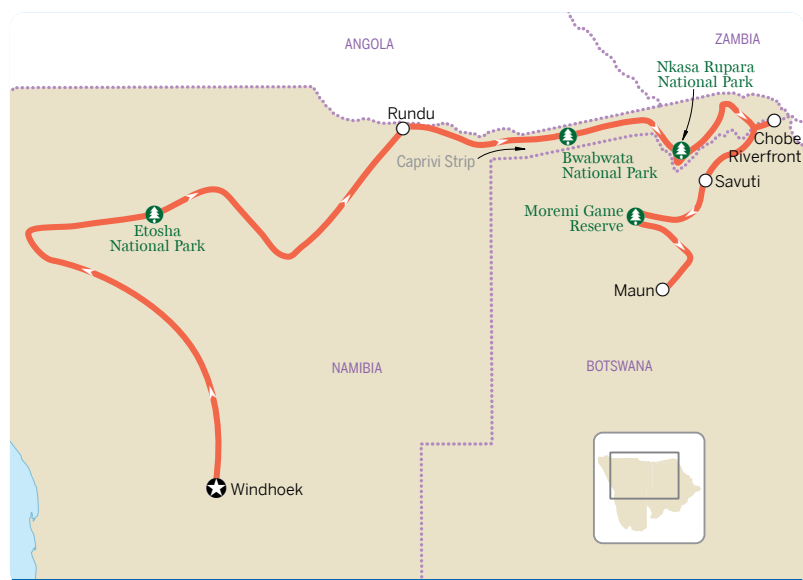 ANGOLA
ZAMBIA
Nkasa Rupara
National Park
Rundu
Chobe
Riverfront
Caprivi Strip
Bwabwata
National Park
Savuti
Moremi Game
Reserve
Etosha
National Park
Maun
NAMIBIA
BOTSWANA
Windhoek